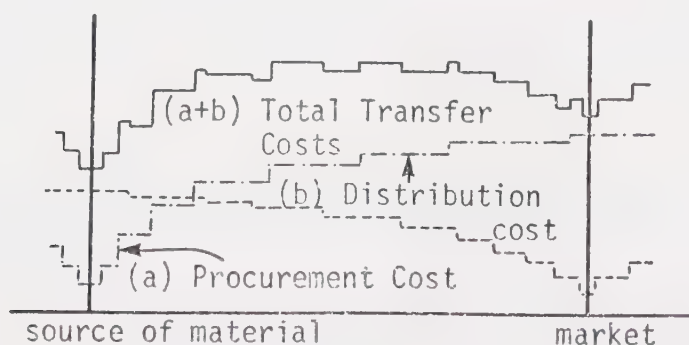 (a+b) Total Transfer
Costs
(b) Distribution
cost
(a) Procurement Cost
source of material
market